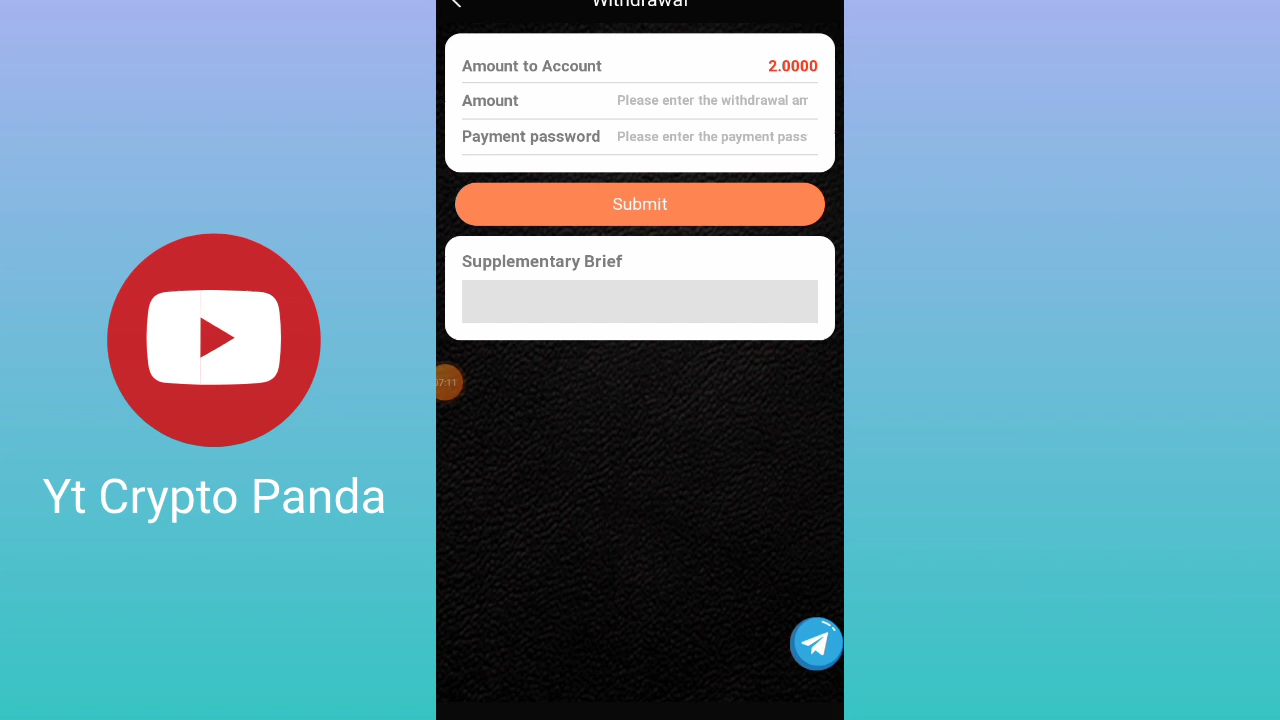 Withdrawal
Amount to Account 2.0000
Amount Please enter the withdrawal am
Payment password Please enter the payment pass
Submit
Supplementary Brief
07:11
Yt Crypto Panda